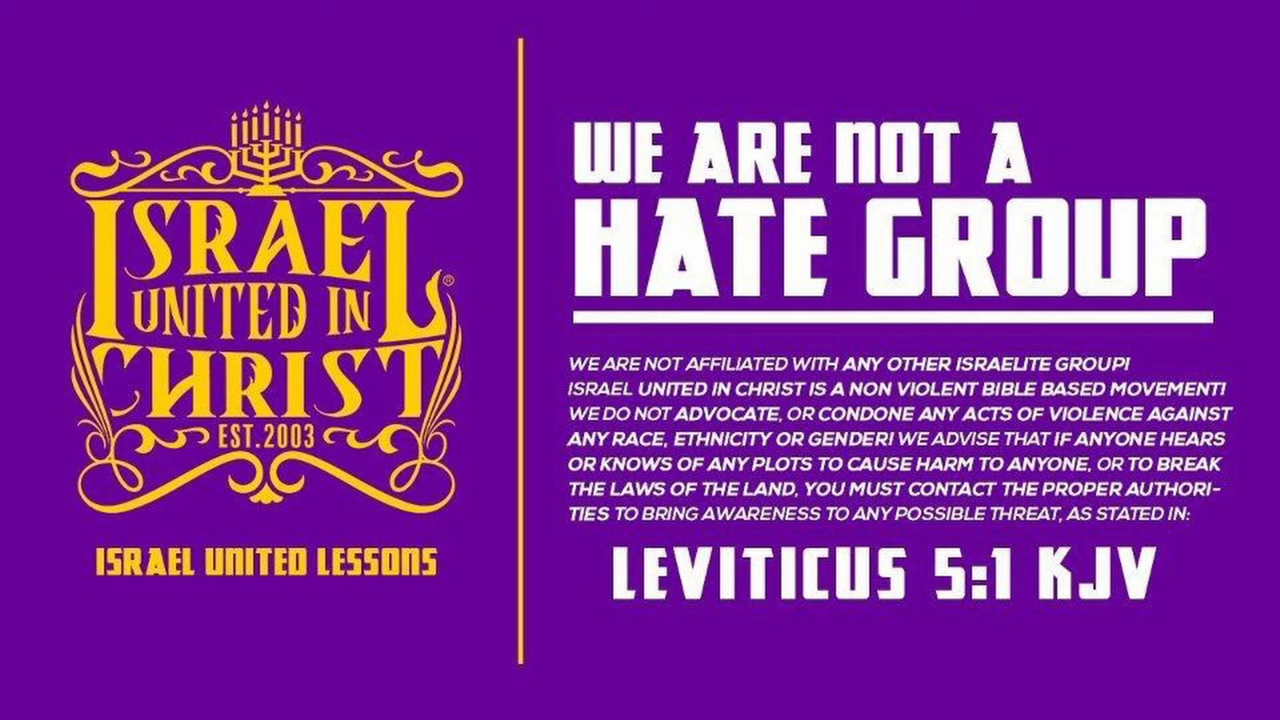 ISRAEL
UNITED IN
CHRIST
EST. 2003
®
ISRAEL UNITED LESSONS
WE ARE NOT A
HATE GROUP
WE ARE NOT AFFILIATED WITH ANY OTHER ISRAELITE GROUP!
ISRAEL UNITED IN CHRIST IS A NON VIOLENT BIBLE BASED MOVEMENT!
WE DO NOT ADVOCATE, OR CONDONE ANY ACTS OF VIOLENCE AGAINST
ANY RACE, ETHNICITY OR GENDER! WE ADVISE THAT IF ANYONE HEARS
OR KNOWS OF ANY PLOTS TO CAUSE HARM TO ANYONE, OR TO BREAK
THE LAWS OF THE LAND, YOU MUST CONTACT THE PROPER AUTHORI-
TIES TO BRING AWARENESS TO ANY POSSIBLE THREAT, AS STATED IN:
LEVITICUS 5:1 KJV